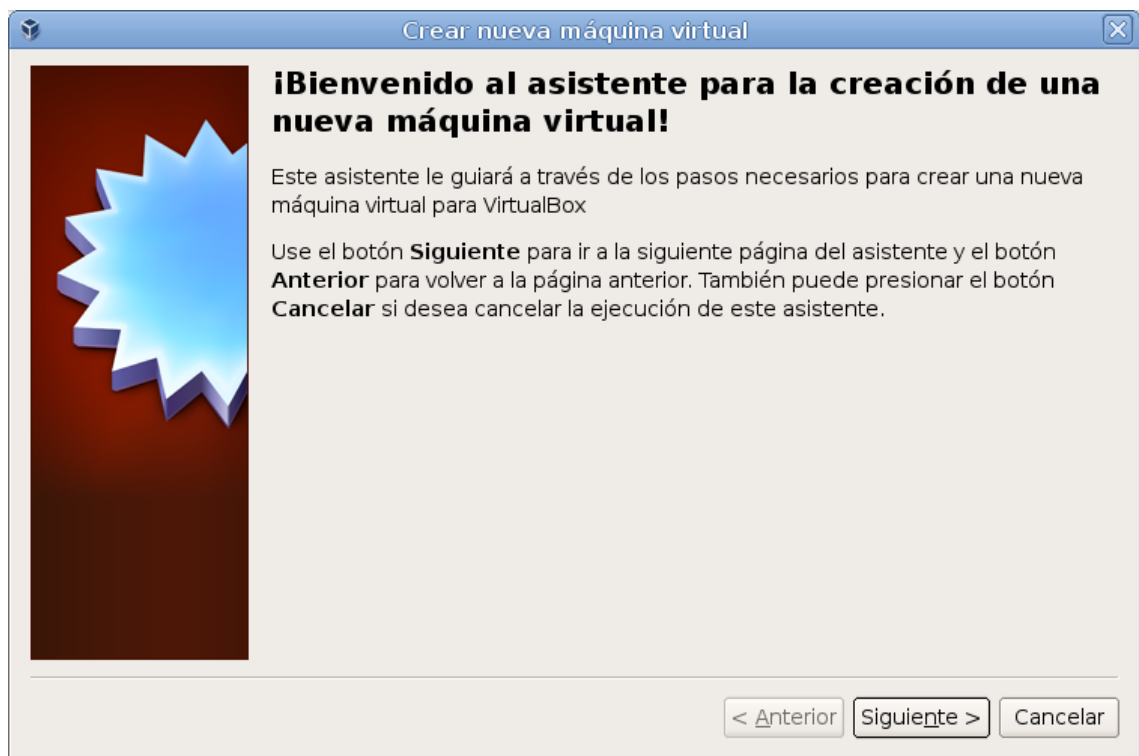 Crear nueva máquina virtual
¡Bienvenido al asistente para la creación de una
nueva máquina virtual!
Este asistente le guiará a través de los pasos necesarios para crear una nueva
máquina virtual para VirtualBox
Use el botón Siguiente para ir a la siguiente página del asistente y el botón
Anterior para volver a la página anterior. También puede presionar el botón
Cancelar si desea cancelar la ejecución de este asistente.
< Anterior Siguiente > Cancelar